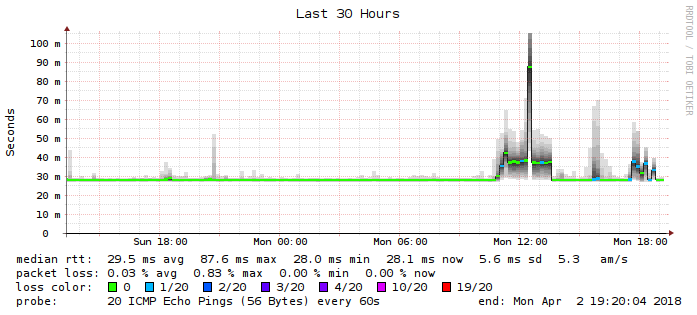 Last 30 Hours
RRDTOOL / TOBI OETIKER
Seconds
100 m
90 m
80 m
70 m
60 m
50 m
40 m
30 m
20 m
10 m
0
Sun 18:00 Mon 00:00 Mon 06:00 Mon 12:00 Mon 18:00
median rtt: 29.5 ms avg 87.6 ms max 28.0 ms min 28.1 ms now 5.6 ms sd 5.3 am/s
packet loss: 0.03 % avg 0.83 % max 0.00 % min 0.00 % now
loss color: 0 1/20 2/20 3/20 4/20 10/20 19/20
probe: 20 ICMP Echo Pings (56 Bytes) every 60s end: Mon Apr 2 19:20:04 2018